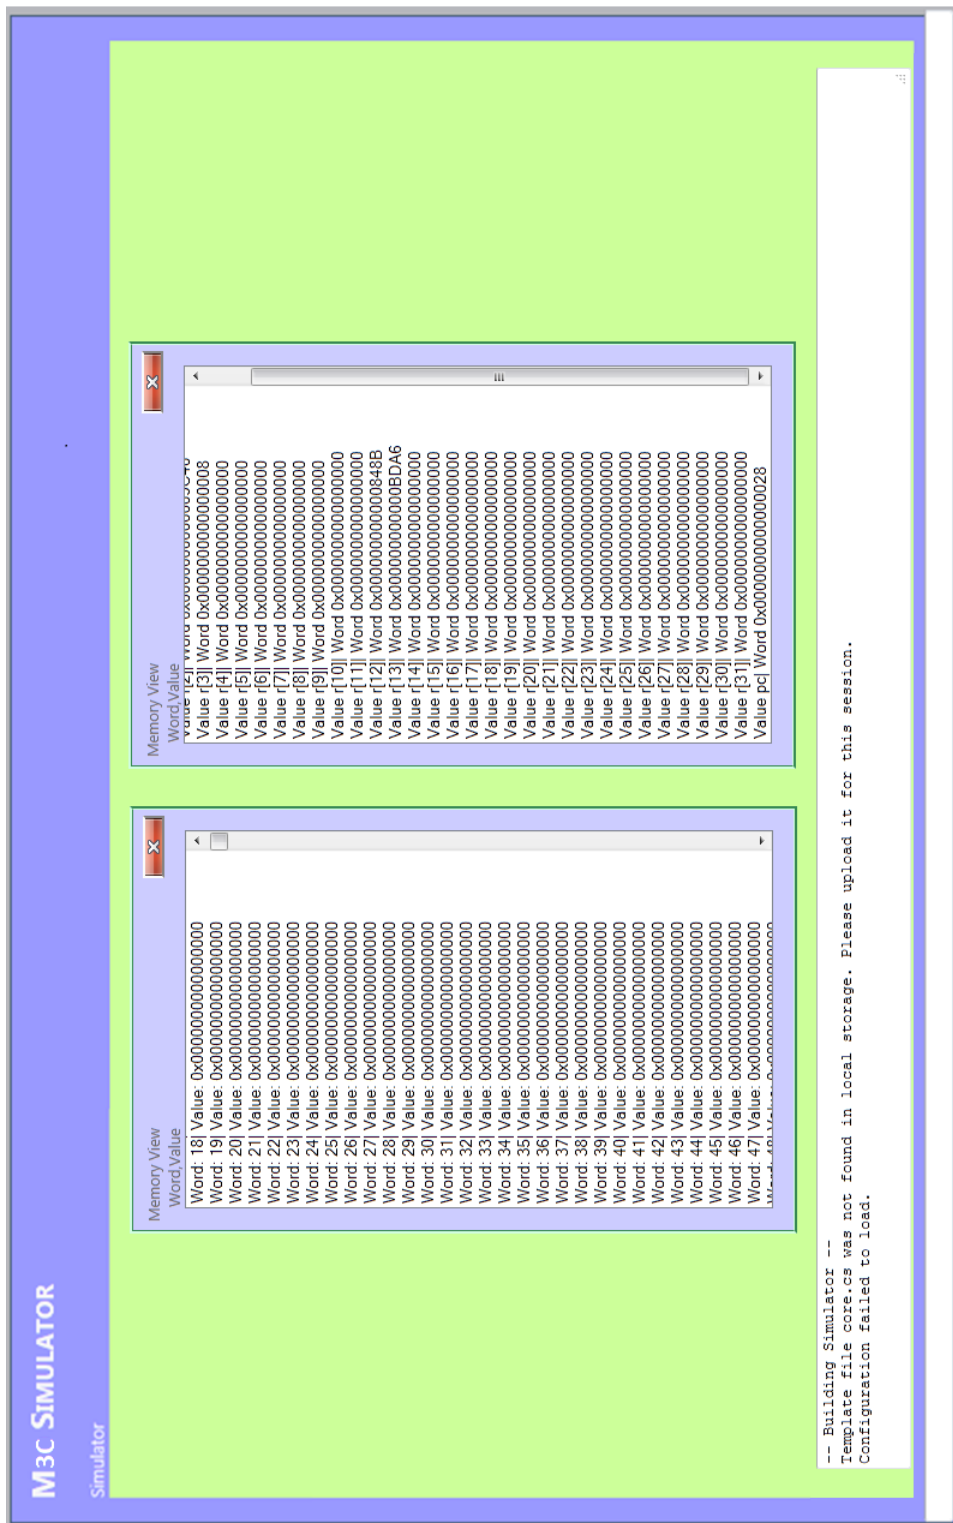 M3C SIMULATOR
Simulator
Memory View
Word,Value
Word: 18| Value: 0x0000000000000000
Word: 19| Value: 0x0000000000000000
Word: 20| Value: 0x0000000000000000
Word: 21| Value: 0x0000000000000000
Word: 22| Value: 0x0000000000000000
Word: 23| Value: 0x0000000000000000
Word: 24| Value: 0x0000000000000000
Word: 25| Value: 0x0000000000000000
Word: 26| Value: 0x0000000000000000
Word: 27| Value: 0x0000000000000000
Word: 28| Value: 0x0000000000000000
Word: 29| Value: 0x0000000000000000
Word: 30| Value: 0x0000000000000000
Word: 31| Value: 0x0000000000000000
Word: 32| Value: 0x0000000000000000
Word: 33| Value: 0x0000000000000000
Word: 34| Value: 0x0000000000000000
Word: 35| Value: 0x0000000000000000
Word: 36| Value: 0x0000000000000000
Word: 37| Value: 0x0000000000000000
Word: 38| Value: 0x0000000000000000
Word: 39| Value: 0x0000000000000000
Word: 40| Value: 0x0000000000000000
Word: 41| Value: 0x0000000000000000
Word: 42| Value: 0x0000000000000000
Word: 43| Value: 0x0000000000000000
Word: 44| Value: 0x0000000000000000
Word: 45| Value: 0x0000000000000000
Word: 46| Value: 0x0000000000000000
Word: 47| Value: 0x0000000000000000
Memory View
Word,Value
Value r[3]| Word 0x0000000000000008
Value r[4]| Word 0x0000000000000000
Value r[5]| Word 0x0000000000000000
Value r[6]| Word 0x0000000000000000
Value r[7]| Word 0x0000000000000000
Value r[8]| Word 0x0000000000000000
Value r[9]| Word 0x0000000000000000
Value r[10]| Word 0x0000000000000000
Value r[11]| Word 0x0000000000000000
Value r[12]| Word 0x000000000000848B
Value r[13]| Word 0x000000000000BDA6
Value r[14]| Word 0x0000000000000000
Value r[15]| Word 0x0000000000000000
Value r[16]| Word 0x0000000000000000
Value r[17]| Word 0x0000000000000000
Value r[18]| Word 0x0000000000000000
Value r[19]| Word 0x0000000000000000
Value r[20]| Word 0x0000000000000000
Value r[21]| Word 0x0000000000000000
Value r[22]| Word 0x0000000000000000
Value r[23]| Word 0x0000000000000000
Value r[24]| Word 0x0000000000000000
Value r[25]| Word 0x0000000000000000
Value r[26]| Word 0x0000000000000000
Value r[27]| Word 0x0000000000000000
Value r[28]| Word 0x0000000000000000
Value r[29]| Word 0x0000000000000000
Value r[30]| Word 0x0000000000000000
Value r[31]| Word 0x0000000000000000
Value pc| Word 0x0000000000000028
-- Building Simulator --
Template file core.cs was not found in local storage. Please upload it for this session.
Configuration failed to load.